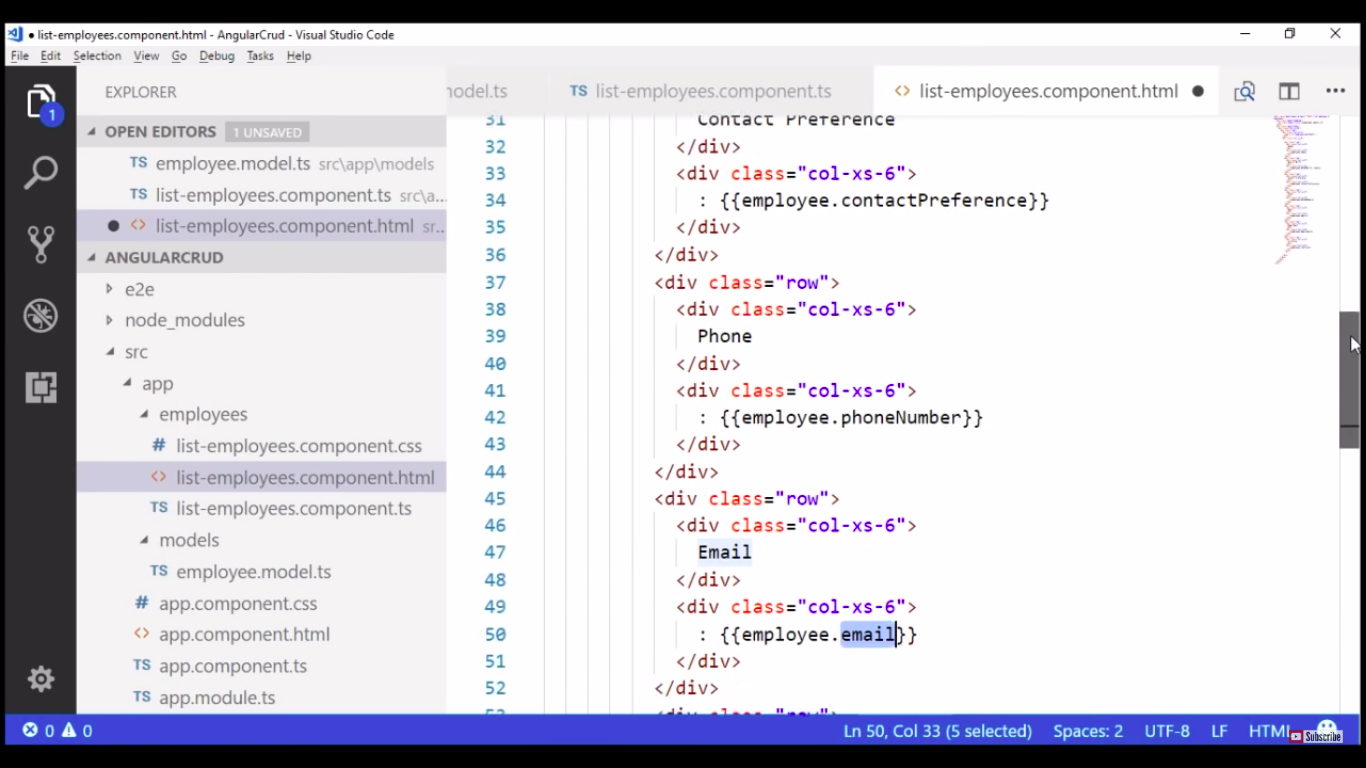 list-employees.component.html - AngularCrud - Visual Studio Code
File Edit Selection View Go Debug Tasks Help
EXPLORER
OPEN EDITORS 1 UNSAVED
TS employee.model.ts src\app\models
TS list-employees.component.ts src\a...
<> list-employees.component.html sr...
ANGULARCRUD
e2e
node_modules
src
app
employees
# list-employees.component.css
<> list-employees.component.html
TS list-employees.component.ts
models
TS employee.model.ts
# app.component.css
<> app.component.html
TS app.component.ts
TS app.module.ts
1
model.ts TS list-employees.component.ts <> list-employees.component.html
31 Contact Preference
32 </div>
33 <div class="col-xs-6">
34 : {{employee.contactPreference}}
35 </div>
36 </div>
37 <div class="row">
38 <div class="col-xs-6">
39 Phone
40 </div>
41 <div class="col-xs-6">
42 : {{employee.phoneNumber}}
43 </div>
44 </div>
45 <div class="row">
46 <div class="col-xs-6">
47 Email
48 </div>
49 <div class="col-xs-6">
50 : {{employee.email}}
51 </div>
52 </div>
53 <div class="row">
0 0 Ln 50, Col 33 (5 selected) Spaces: 2 UTF-8 LF HTML
Subscribe